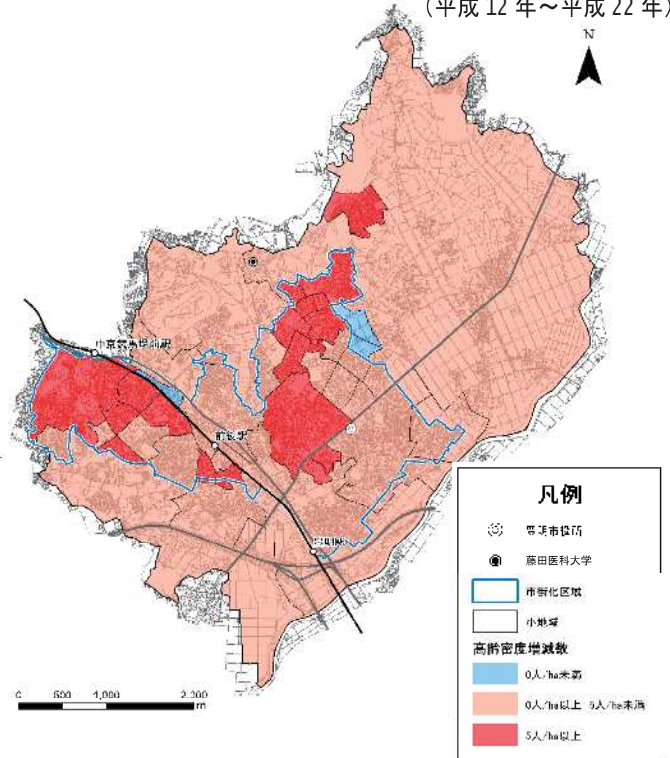 （平成 12 年～平成 22 年）
N
中京競馬場前駅
前後駅
豊明駅
凡例
豊明市役所
藤田医科大学
市街化区域
小地域
高齢密度増減数
0人/ha未満
0人/ha以上 5人/ha未満
5人/ha以上
0 500 1,000 2,000
m